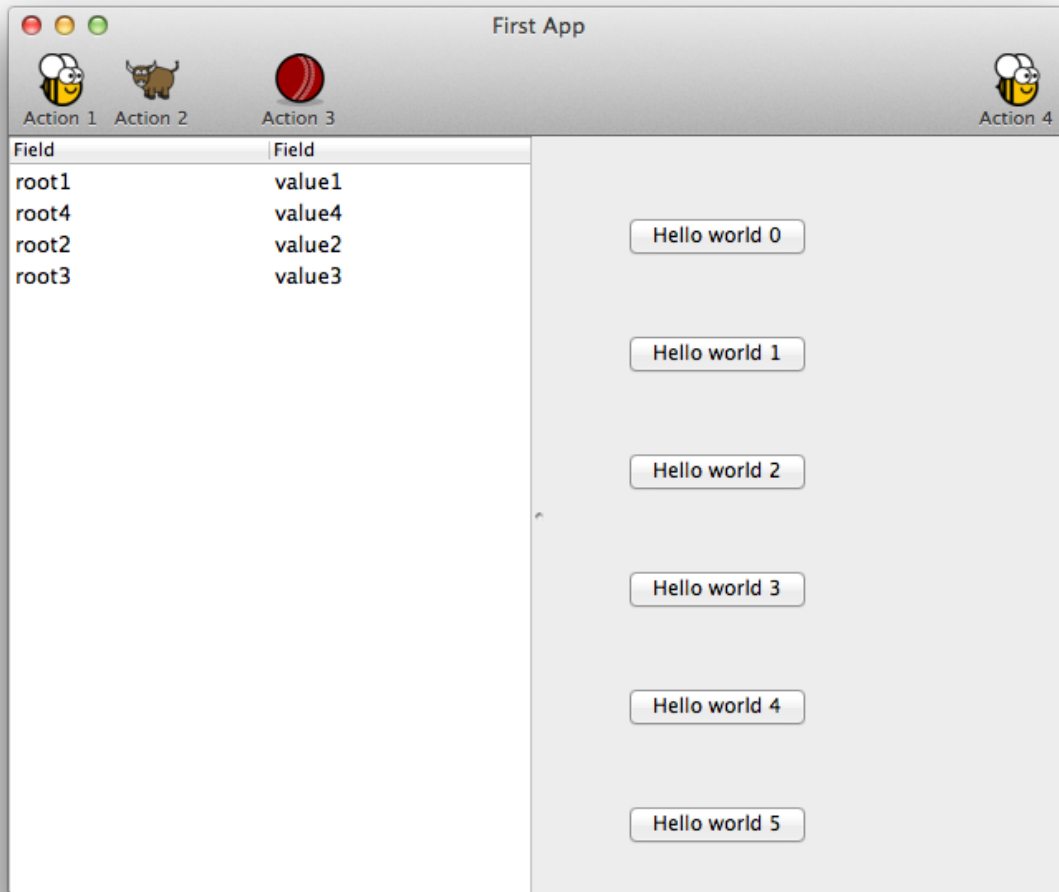 First App
Action 1 Action 2 Action 3 Action 4
Field Field
root1 value1
root4 value4
root2 value2
root3 value3
Hello world 0
Hello world 1
Hello world 2
Hello world 3
Hello world 4
Hello world 5